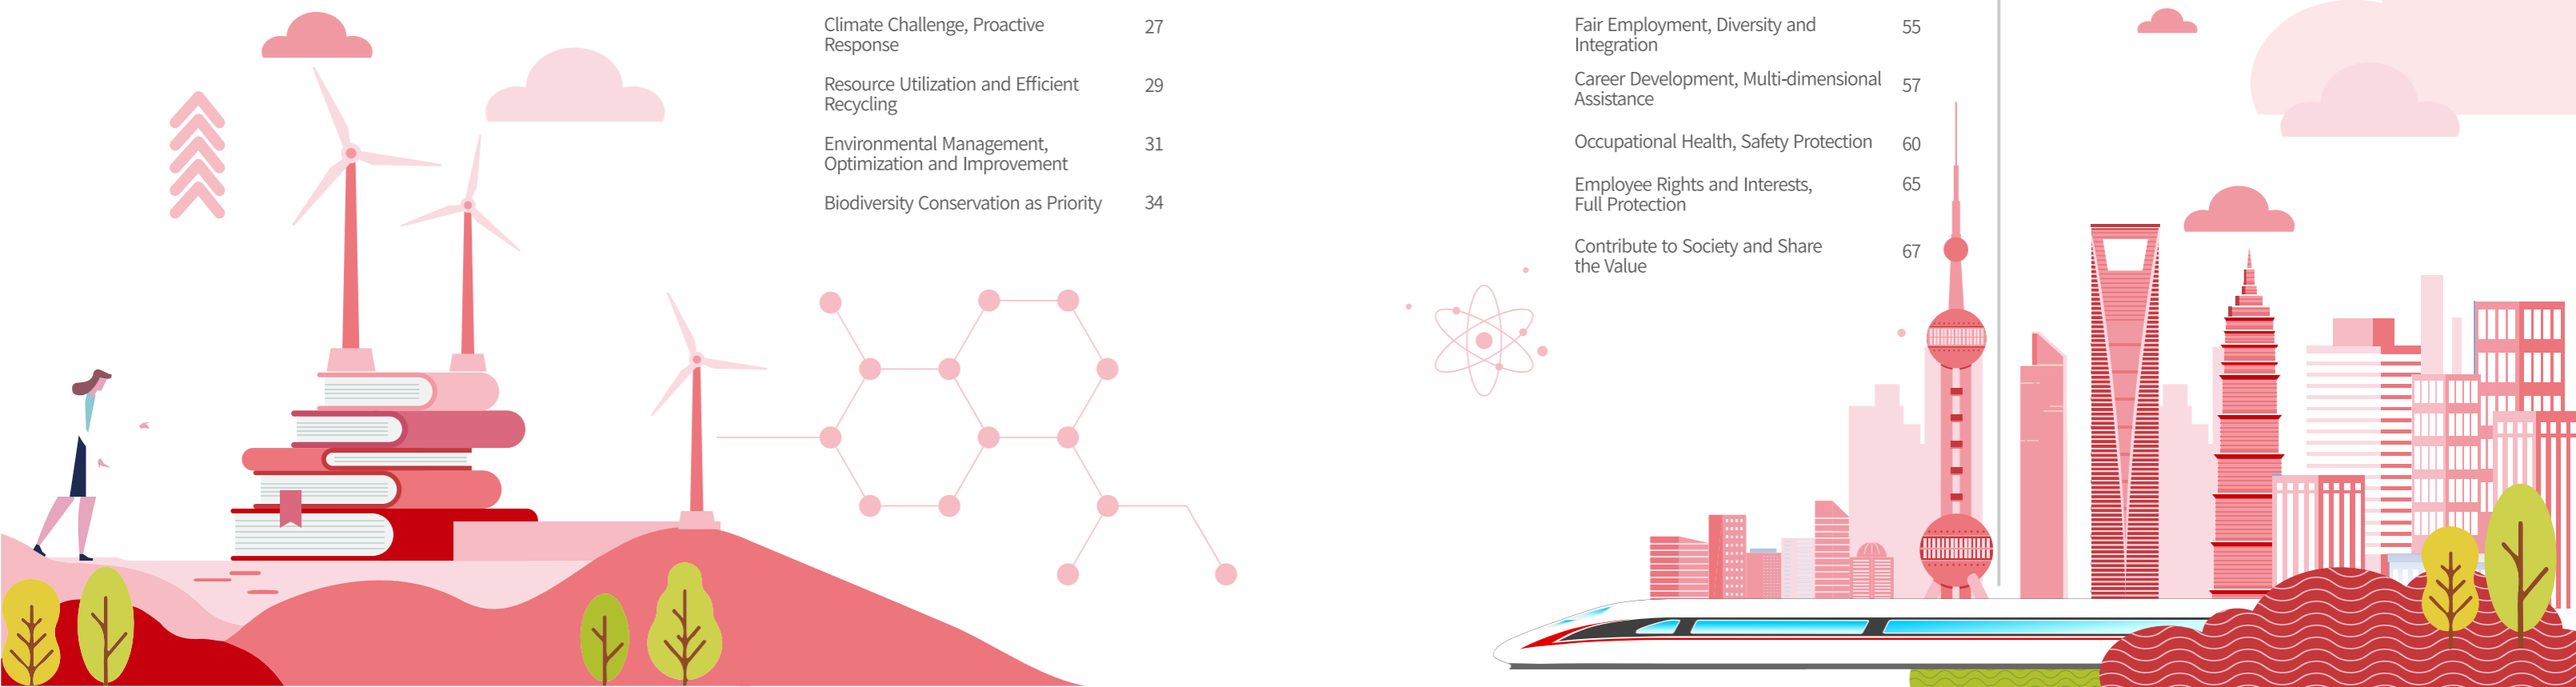 Climate Challenge, Proactive 27
Response
Resource Utilization and Efficient 29
Recycling
Environmental Management, 31
Optimization and Improvement
Biodiversity Conservation as Priority 34
Fair Employment, Diversity and 55
Integration
Career Development, Multi-dimensional 57
Assistance
Occupational Health, Safety Protection 60
Employee Rights and Interests, 65
Full Protection
Contribute to Society and Share 67
the Value